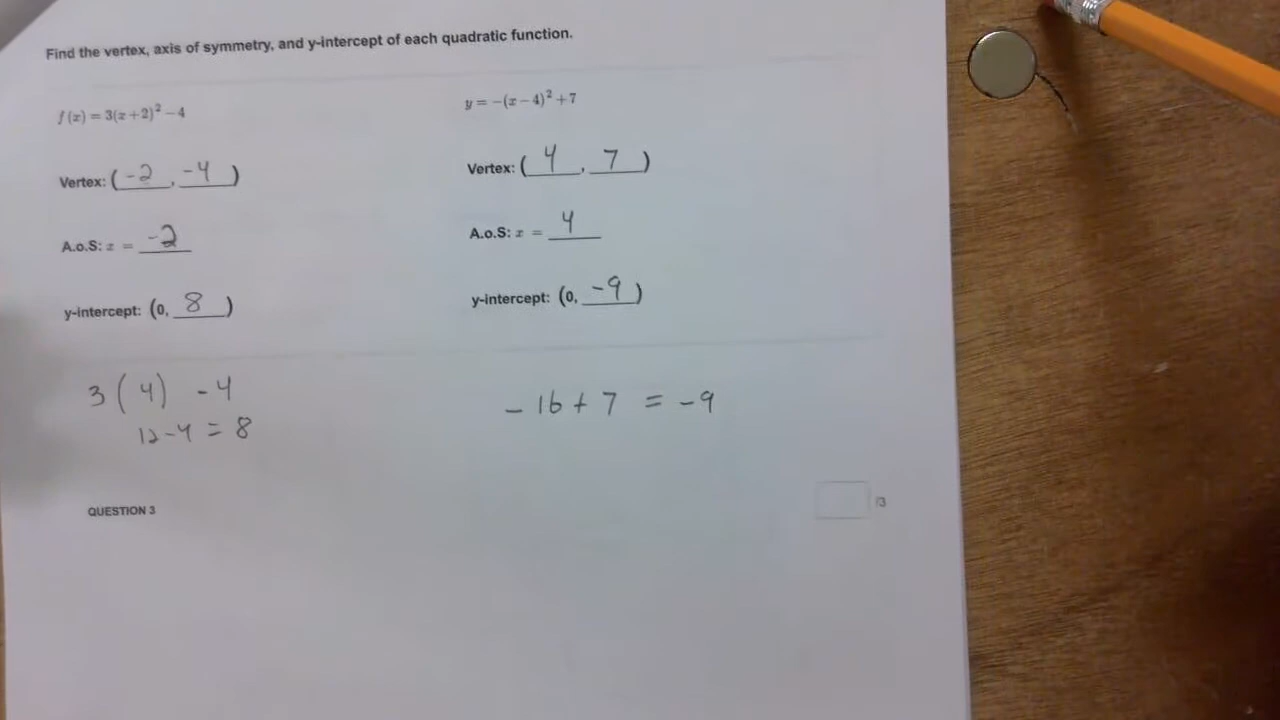 Find the vertex, axis of symmetry, and y-intercept of each quadratic function.
f(x) = 3(x+2)² − 4
Vertex: (-2, -4)
A.o.S: x = -2
y-intercept: (0, 8)
3(4) -4
12-4 = 8
y = −(x − 4)² + 7
Vertex: (4, 7)
A.o.S: x = 4
y-intercept: (0, -9)
-16+7 = -9
QUESTION 3
/3